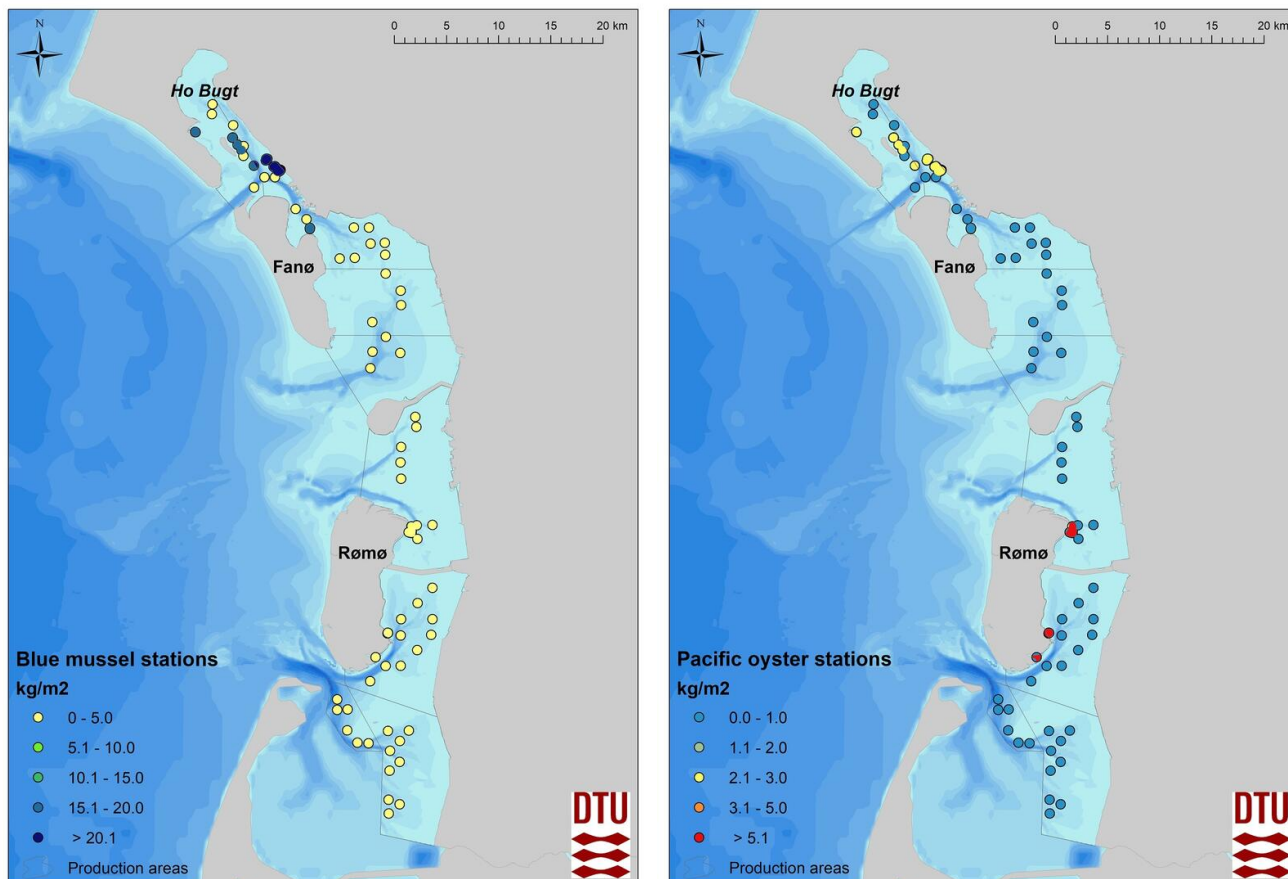 N
0 5 10 15 20 km
Ho Bugt
Fanø
Rømø
Blue mussel stations
kg/m2
0 - 5.0
5.1 - 10.0
10.1 - 15.0
15.1 - 20.0
> 20.1
Production areas
DTU
N
0 5 10 15 20 km
Ho Bugt
Fanø
Rømø
Pacific oyster stations
kg/m2
0.0 - 1.0
1.1 - 2.0
2.1 - 3.0
3.1 - 5.0
> 5.1
Production areas
DTU